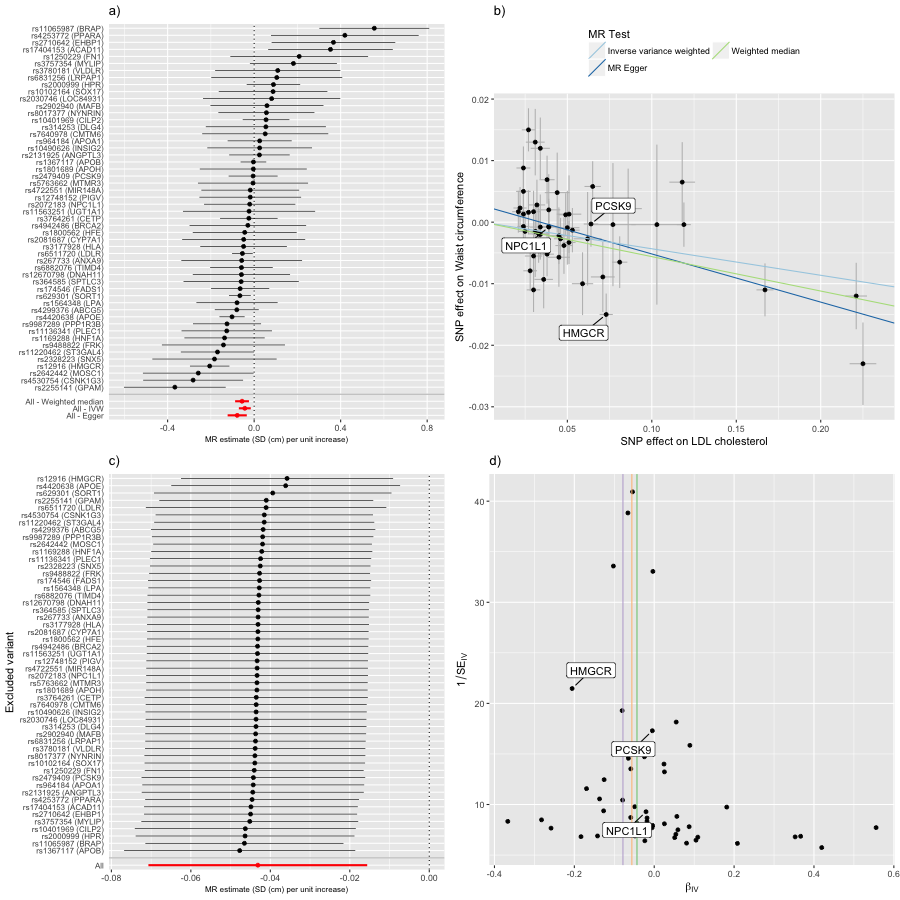 a)
rs11065987 (BRAP)
rs4253772 (PPARA)
rs2710642 (EHBP1)
rs17404153 (ACAD11)
rs1250229 (FN1)
rs3757354 (MYLIP)
rs3780181 (VLDLR)
rs6831256 (LRPAP1)
rs2000999 (HPR)
rs10102164 (SOX17)
rs2030746 (LOC84931)
rs2902940 (MAFB)
rs8017377 (NYNRIN)
rs10401969 (CILP2)
rs314253 (DLG4)
rs7640978 (CMTM6)
rs964184 (APOA1)
rs10490626 (INSIG2)
rs2131925 (ANGPTL3)
rs1367117 (APOB)
rs1801689 (APOH)
rs2479409 (PCSK9)
rs5763662 (MTMR3)
rs4722551 (MIR148A)
rs12748152 (PIGV)
rs2072183 (NPC1L1)
rs11563251 (UGT1A1)
rs3764261 (CETP)
rs4942486 (BRCA2)
rs1800562 (HFE)
rs2081687 (CYP7A1)
rs3177928 (HLA)
rs6511720 (LDLR)
rs267733 (ANXA9)
rs6882076 (TIMD4)
rs12670798 (DNAH11)
rs364585 (SPTLC3)
rs174546 (FADS1)
rs629301 (SORT1)
rs1564348 (LPA)
rs4299376 (ABCG5)
rs4420638 (APOE)
rs9987289 (PPP1R3B)
rs11136341 (PLEC1)
rs1169288 (HNF1A)
rs9488822 (FRK)
rs11220462 (ST3GAL4)
rs2328223 (SNX5)
rs12916 (HMGCR)
rs2642442 (MOSC1)
rs4530754 (CSNK1G3)
rs2255141 (GPAM)
All - Weighted median
All - IVW
All - Egger
-0.4 0.0 0.4 0.8
MR estimate (SD (cm) per unit increase)
b)
MR Test
Inverse variance weighted
Weighted median
MR Egger
SNP effect on Waist circumference
0.02
0.01
0.00
-0.01
-0.02
-0.03
PCSK9
NPC1L1
HMGCR
0.05 0.10 0.15 0.20
SNP effect on LDL cholesterol
c)
Excluded variant
rs12916 (HMGCR)
rs4420638 (APOE)
rs629301 (SORT1)
rs2255141 (GPAM)
rs6511720 (LDLR)
rs4530754 (CSNK1G3)
rs11220462 (ST3GAL4)
rs4299376 (ABCG5)
rs9987289 (PPP1R3B)
rs2642442 (MOSC1)
rs1169288 (HNF1A)
rs11136341 (PLEC1)
rs2328223 (SNX5)
rs9488822 (FRK)
rs174546 (FADS1)
rs1564348 (LPA)
rs6882076 (TIMD4)
rs12670798 (DNAH11)
rs364585 (SPTLC3)
rs267733 (ANXA9)
rs3177928 (HLA)
rs2081687 (CYP7A1)
rs1800562 (HFE)
rs4942486 (BRCA2)
rs11563251 (UGT1A1)
rs12748152 (PIGV)
rs4722551 (MIR148A)
rs2072183 (NPC1L1)
rs5763662 (MTMR3)
rs1801689 (APOH)
rs3764261 (CETP)
rs7640978 (CMTM6)
rs10490626 (INSIG2)
rs2030746 (LOC84931)
rs314253 (DLG4)
rs2902940 (MAFB)
rs6831256 (LRPAP1)
rs3780181 (VLDLR)
rs8017377 (NYNRIN)
rs10102164 (SOX17)
rs1250229 (FN1)
rs2479409 (PCSK9)
rs964184 (APOA1)
rs2131925 (ANGPTL3)
rs4253772 (PPARA)
rs17404153 (ACAD11)
rs2710642 (EHBP1)
rs3757354 (MYLIP)
rs10401969 (CILP2)
rs2000999 (HPR)
rs11065987 (BRAP)
rs1367117 (APOB)
All
-0.08 -0.06 -0.04 -0.02 0.00
MR estimate (SD (cm) per unit increase)
d)
1/SE_IV
40
30
20
10
HMGCR
PCSK9
NPC1L1
-0.4 -0.2 0.0 0.2 0.4 0.6
β_IV